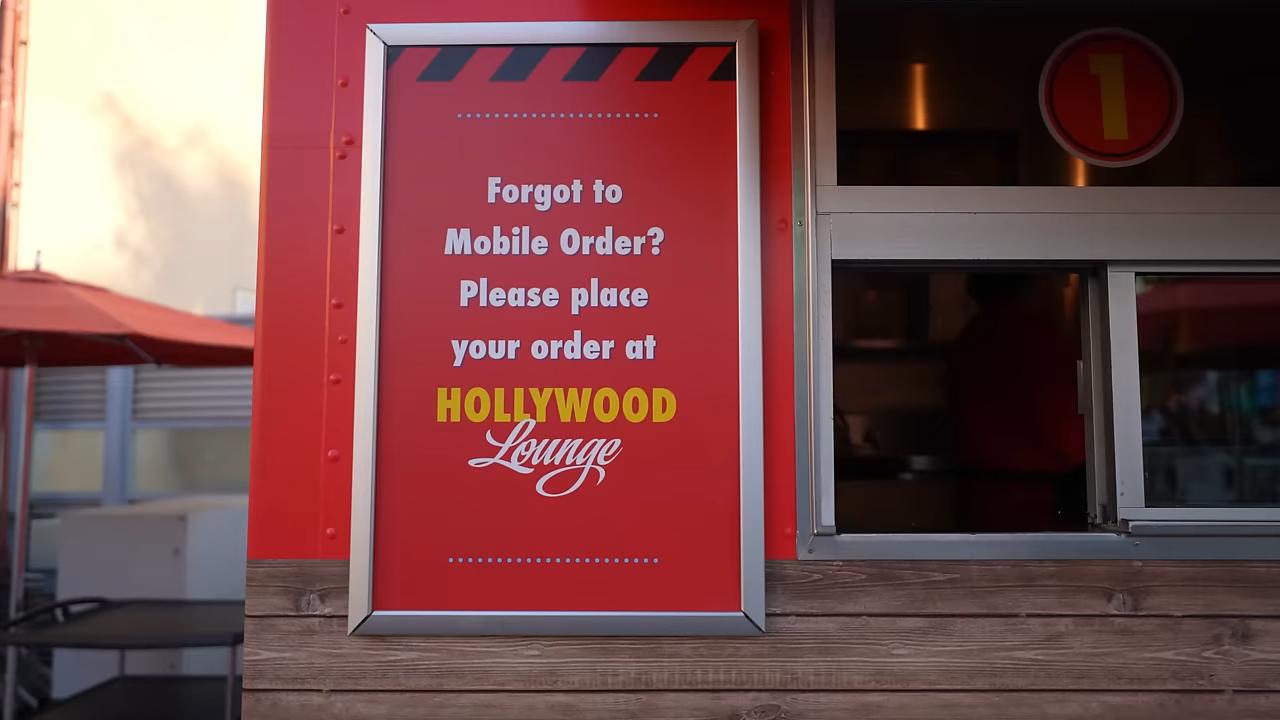 Forgot to
Mobile Order?
Please place
your order at
HOLLYWOOD
Lounge
1